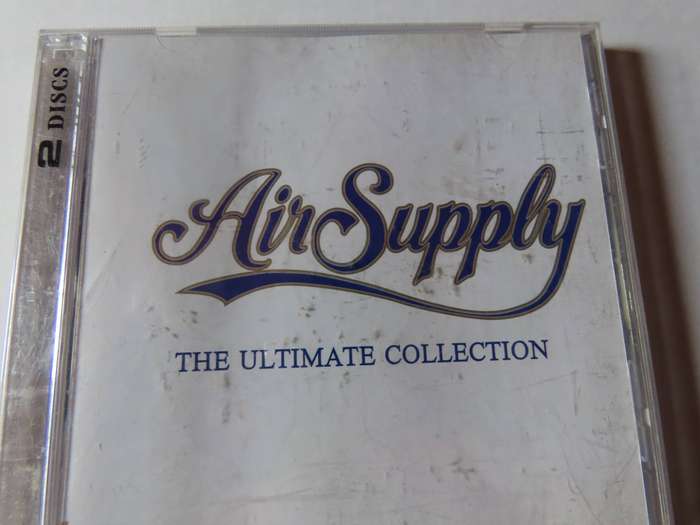 2 DISCS
Air Supply
THE ULTIMATE COLLECTION